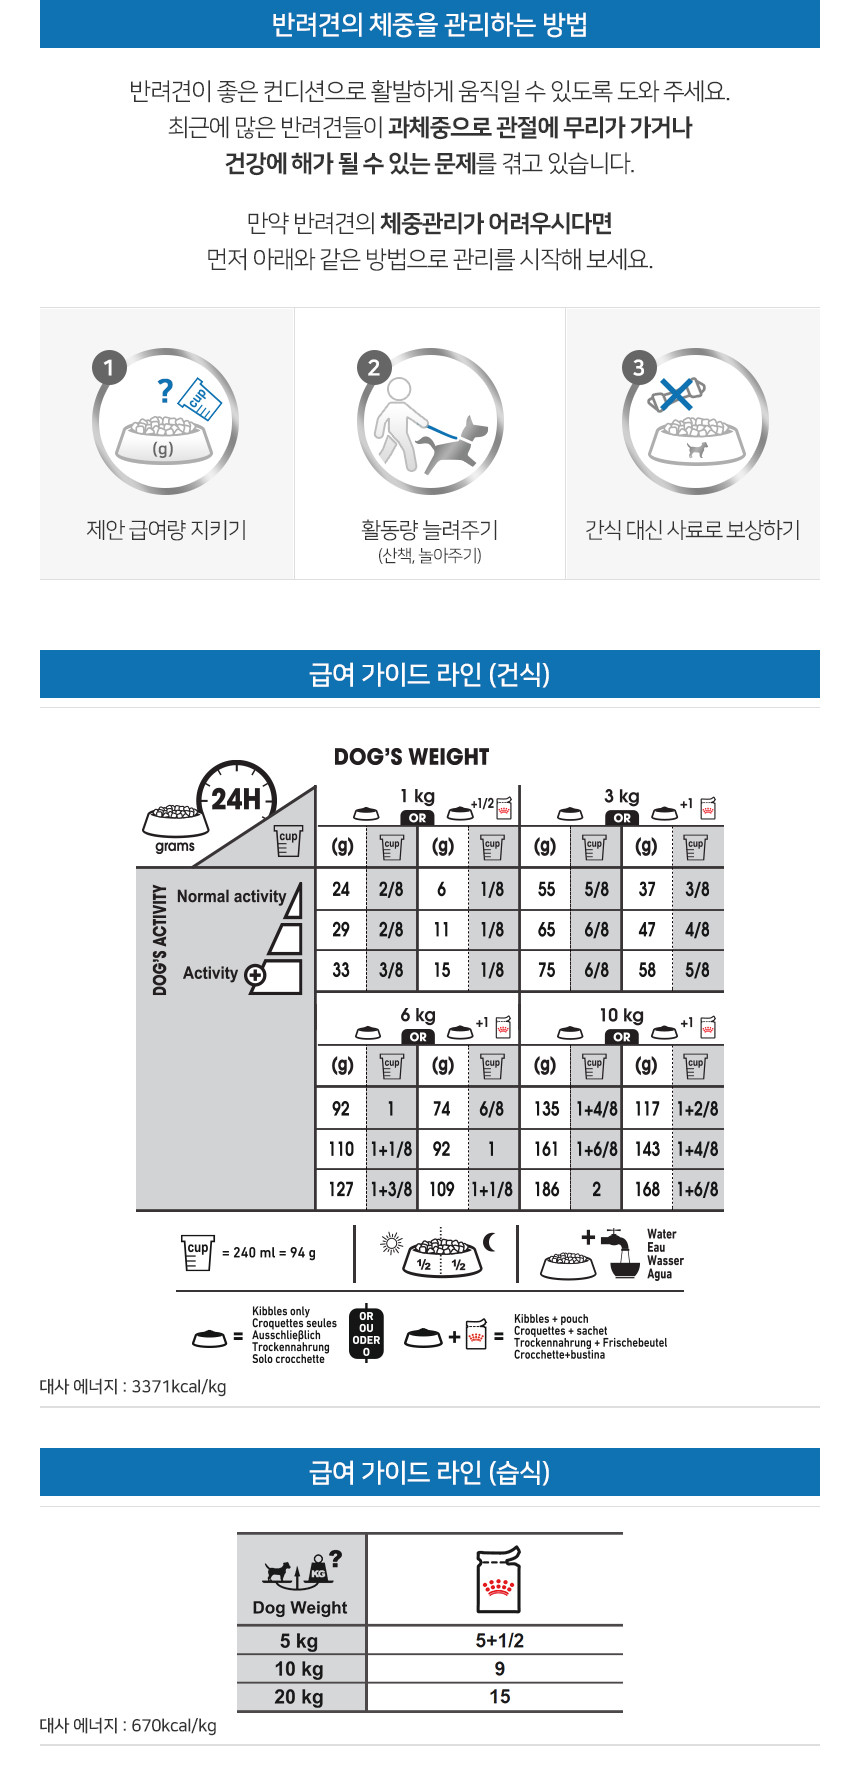 반려견의 체중을 관리하는 방법
반려견이 좋은 컨디션으로 활발하게 움직일 수 있도록 도와 주세요.
최근에 많은 반려견들이 과체중으로 관절에 무리가 가거나
건강에 해가 될 수 있는 문제를 겪고 있습니다.
만약 반려견의 체중관리가 어려우시다면
먼저 아래와 같은 방법으로 관리를 시작해 보세요.
1 ? cup (g)
2
3
제안 급여량 지키기
활동량 늘려주기
(산책, 놀아주기)
간식 대신 사료로 보상하기
급여 가이드 라인 (건식)
DOG'S WEIGHT
24H
grams
cup
1 kg +1/2 3 kg +1
OR OR
(g) cup (g) cup (g) cup (g) cup
DOG'S ACTIVITY
Normal activity 24 2/8 6 1/8 55 5/8 37 3/8
29 2/8 11 1/8 65 6/8 47 4/8
Activity + 33 3/8 15 1/8 75 6/8 58 5/8
6 kg +1 10 kg +1
OR OR
(g) cup (g) cup (g) cup (g) cup
92 1 74 6/8 135 1+4/8 117 1+2/8
110 1+1/8 92 1 161 1+6/8 143 1+4/8
127 1+3/8 109 1+1/8 186 2 168 1+6/8
cup = 240 ml = 94 g
1/2 1/2
+
Water
Eau
Wasser
Agua
=
Kibbles only
Croquettes seules
Ausschließlich
Trockennahrung
Solo crocchette
OR
OU
ODER
O
+ =
Kibbles + pouch
Croquettes + sachet
Trockennahrung + Frischebeutel
Crocchette+bustina
대사 에너지 : 3371kcal/kg
급여 가이드 라인 (습식)
KG ?
Dog Weight
5 kg 5+1/2
10 kg 9
20 kg 15
대사 에너지 : 670kcal/kg